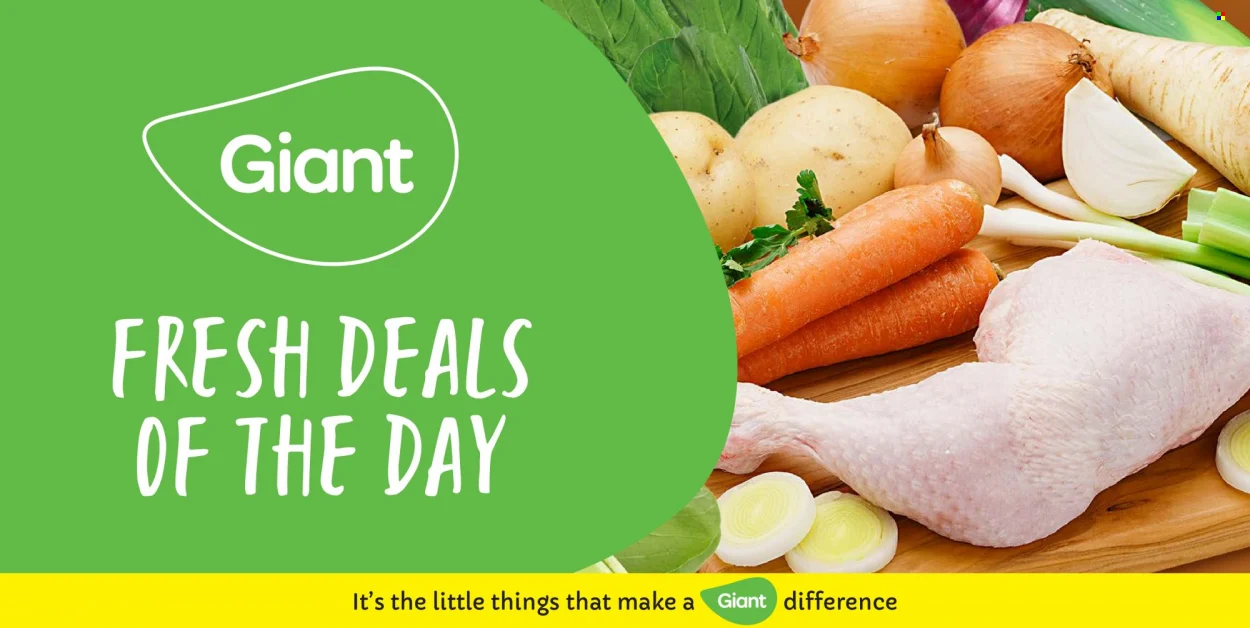 Giant
FRESH DEALS
OF THE DAY
It's the little things that make a Giant difference